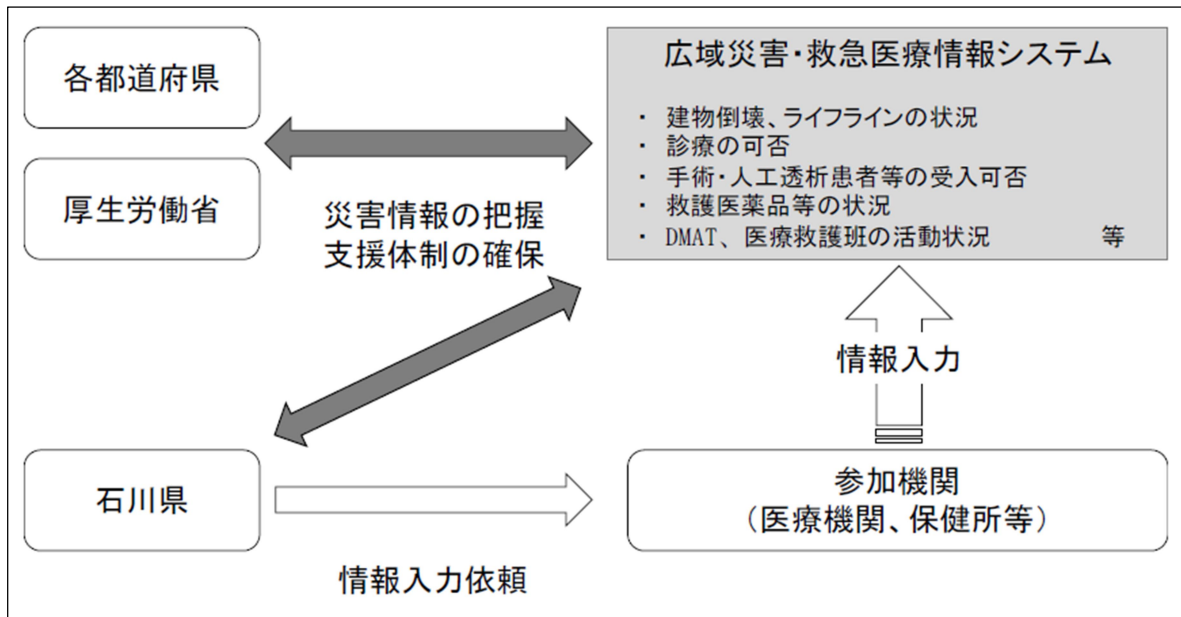 各都道府県
厚生労働省
広域災害・救急医療情報システム
・ 建物倒壊、ライフラインの状況
・ 診療の可否
・ 手術・人工透析患者等の受入可否
・ 救護医薬品等の状況
・ DMAT、医療救護班の活動状況 等
災害情報の把握
支援体制の確保
情報入力
石川県
参加機関
（医療機関、保健所等）
情報入力依頼